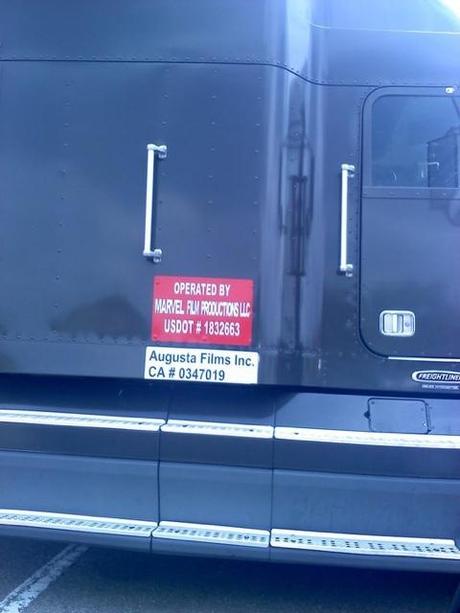 OPERATED BY
MARVEL FILM PRODUCTIONS LLC
USDOT # 1832663
Augusta Films Inc.
CA # 0347019
FREIGHTLINER